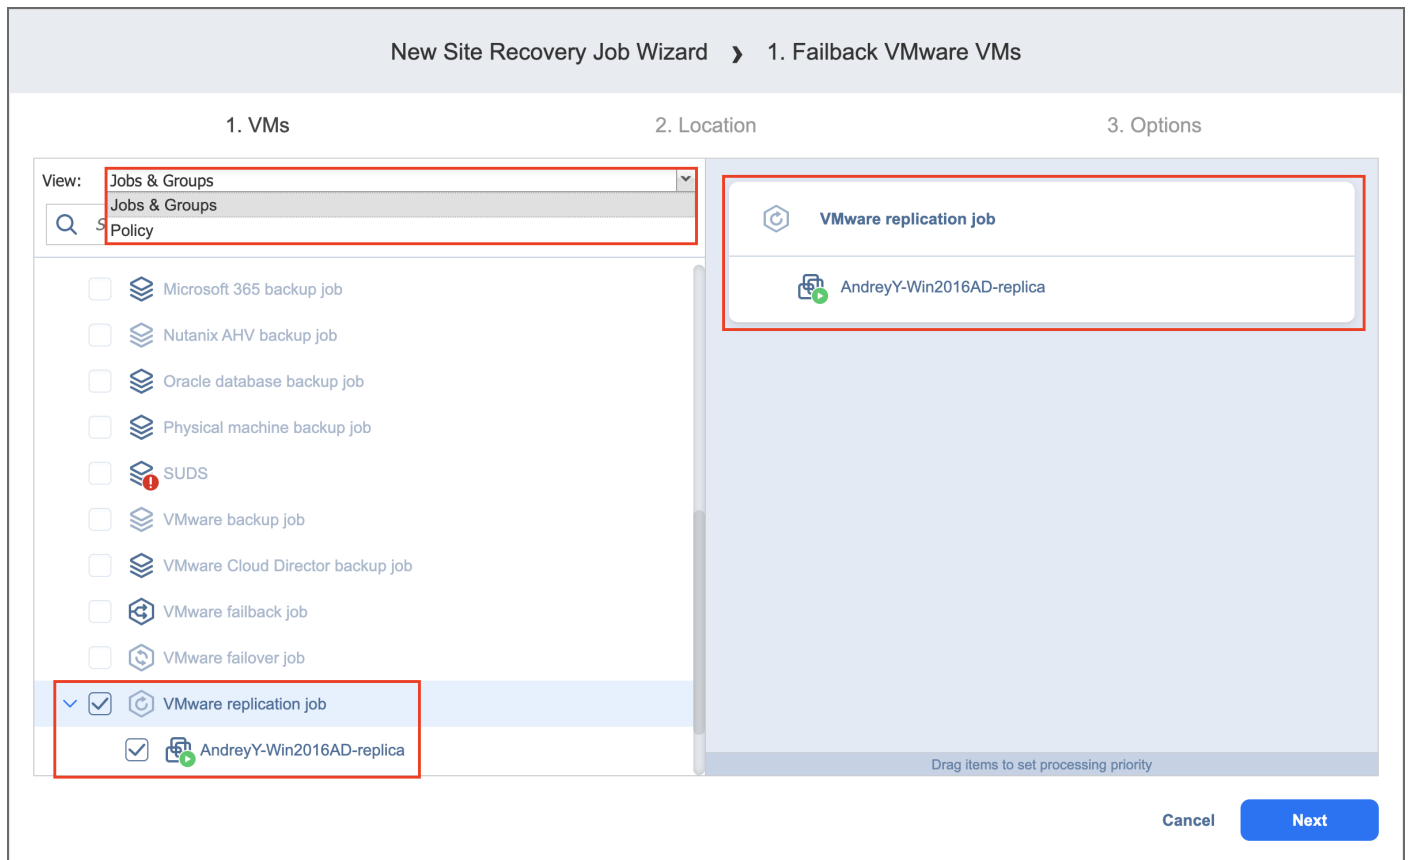 New Site Recovery Job Wizard ❯ 1. Failback VMware VMs
1. VMs
2. Location
3. Options
View:
Jobs & Groups
Jobs & Groups
Policy
S
Microsoft 365 backup job
Nutanix AHV backup job
Oracle database backup job
Physical machine backup job
SUDS
VMware backup job
VMware Cloud Director backup job
VMware failback job
VMware failover job
VMware replication job
AndreyY-Win2016AD-replica
VMware replication job
AndreyY-Win2016AD-replica
Drag items to set processing priority
Cancel
Next